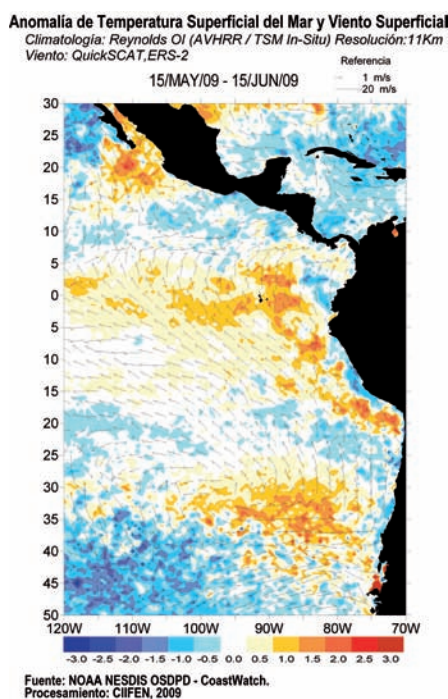 Anomalía de Temperatura Superficial del Mar y Viento Superficial
Climatología: Reynolds OI (AVHRR / TSM In-Situ) Resolución:11Km
Viento: QuickSCAT,ERS-2
Referencia
1 m/s
20 m/s
15/MAY/09 - 15/JUN/09
30
25
20
15
10
5
0
5
10
15
20
25
30
35
40
45
50
120W 110W 100W 90W 80W 70W
-3.0 -2.5 -2.0 -1.5 -1.0 -0.5 0.0 0.5 1.0 1.5 2.0 2.5 3.0
Fuente: NOAA NESDIS OSDPD - CoastWatch.
Procesamiento: CIIFEN, 2009